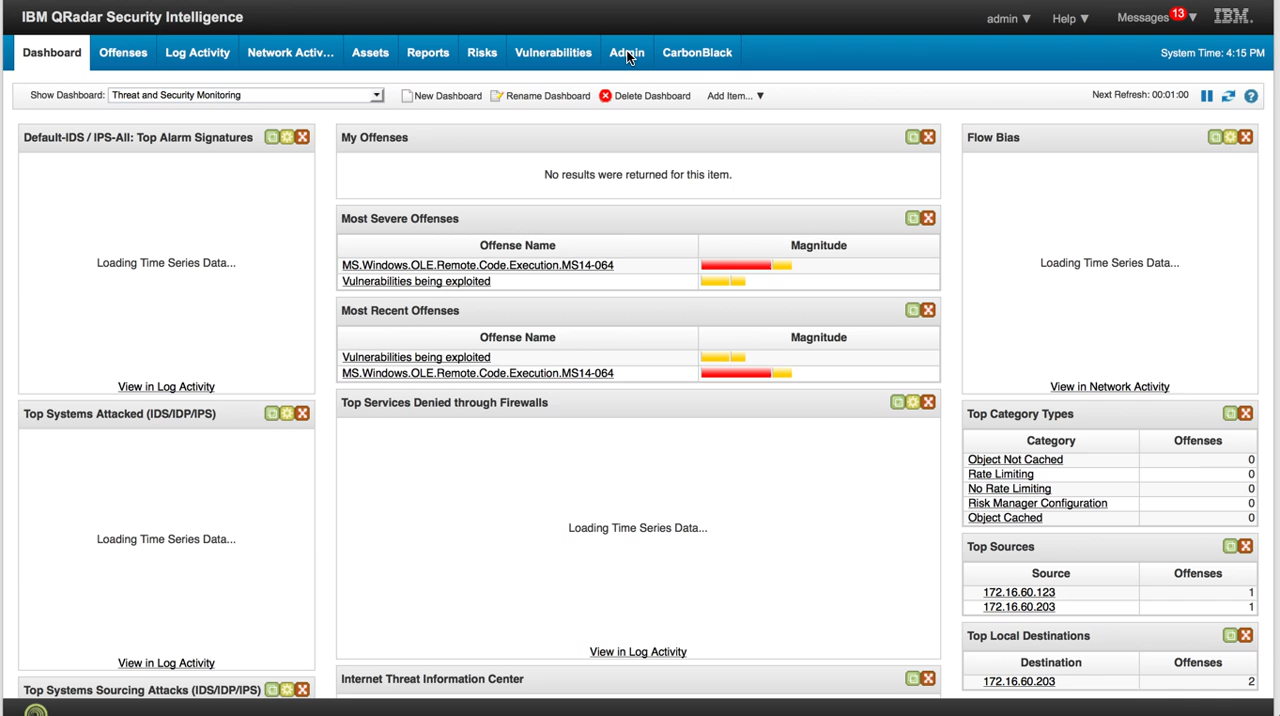 IBM QRadar Security Intelligence
admin ▼ Help ▼ Messages 13 ▼ IBM.
Dashboard Offenses Log Activity Network Activ... Assets Reports Risks Vulnerabilities Admin CarbonBlack System Time: 4:15 PM
Show Dashboard: Threat and Security Monitoring New Dashboard Rename Dashboard Delete Dashboard Add Item... ▼ Next Refresh: 00:01:00
Default-IDS / IPS-All: Top Alarm Signatures
Loading Time Series Data...
View in Log Activity
Top Systems Attacked (IDS/IDP/IPS)
Loading Time Series Data...
View in Log Activity
Top Systems Sourcing Attacks (IDS/IDP/IPS)
My Offenses
No results were returned for this item.
Most Severe Offenses
Offense Name Magnitude
MS.Windows.OLE.Remote.Code.Execution.MS14-064
Vulnerabilities being exploited
Most Recent Offenses
Offense Name Magnitude
Vulnerabilities being exploited
MS.Windows.OLE.Remote.Code.Execution.MS14-064
Top Services Denied through Firewalls
Loading Time Series Data...
View in Log Activity
Internet Threat Information Center
Flow Bias
Loading Time Series Data...
View in Network Activity
Top Category Types
Category Offenses
Object Not Cached 0
Rate Limiting 0
No Rate Limiting 0
Risk Manager Configuration 0
Object Cached 0
Top Sources
Source Offenses
172.16.60.123 1
172.16.60.203 1
Top Local Destinations
Destination Offenses
172.16.60.203 2